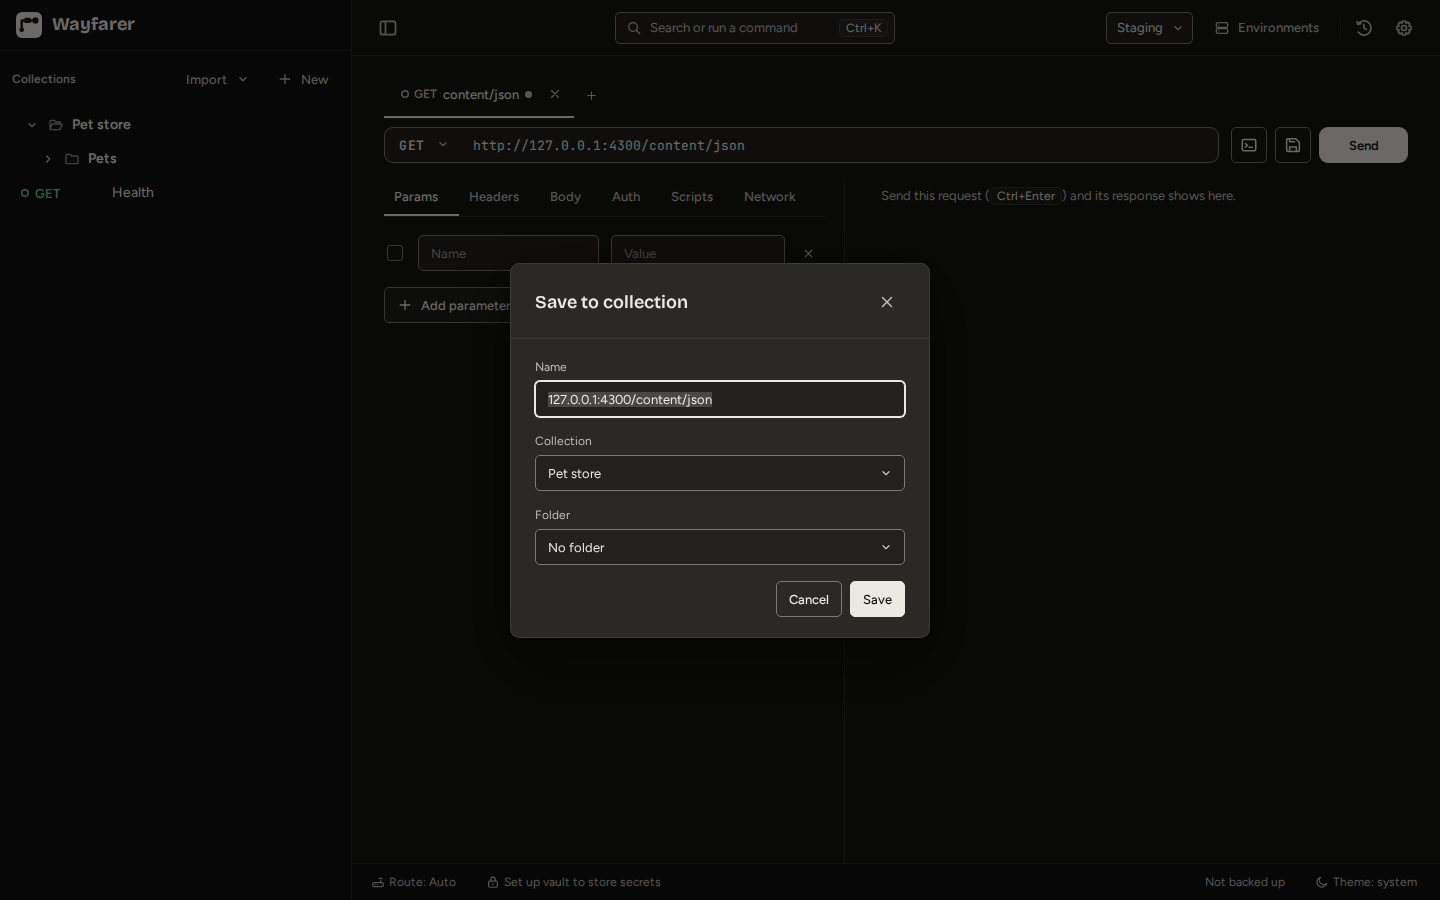 Wayfarer
Search or run a command
Ctrl+K
Staging
Environments
Collections
Import
New
GET content/json
Pet store
GET
http://127.0.0.1:4300/content/json
Send
Pets
GET
Health
Params
Headers
Body
Auth
Scripts
Network
Send this request ( Ctrl+Enter ) and its response shows here.
Name
Value
Add parameter
Save to collection
Name
127.0.0.1:4300/content/json
Collection
Pet store
Folder
No folder
Cancel
Save
Route: Auto
Set up vault to store secrets
Not backed up
Theme: system